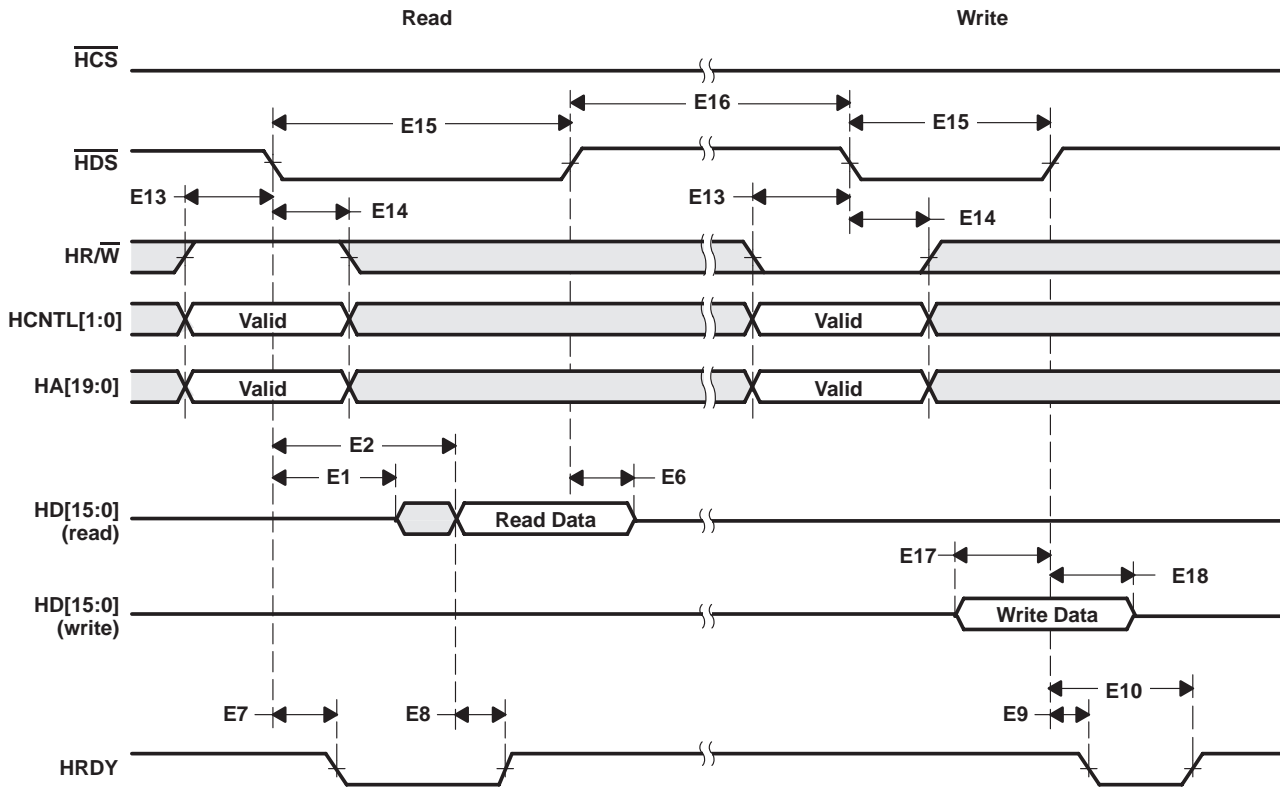 Read Write
H̅C̅S̅
E16
E15 E15
H̅D̅S̅
E13 E14 E13 E14
HR/W̅
HCNTL[1:0] Valid Valid
HA[19:0] Valid Valid
E2
E1 E6
HD[15:0]
(read)
Read Data
E17 E18
HD[15:0]
(write)
Write Data
E10
E7 E8 E9
HRDY